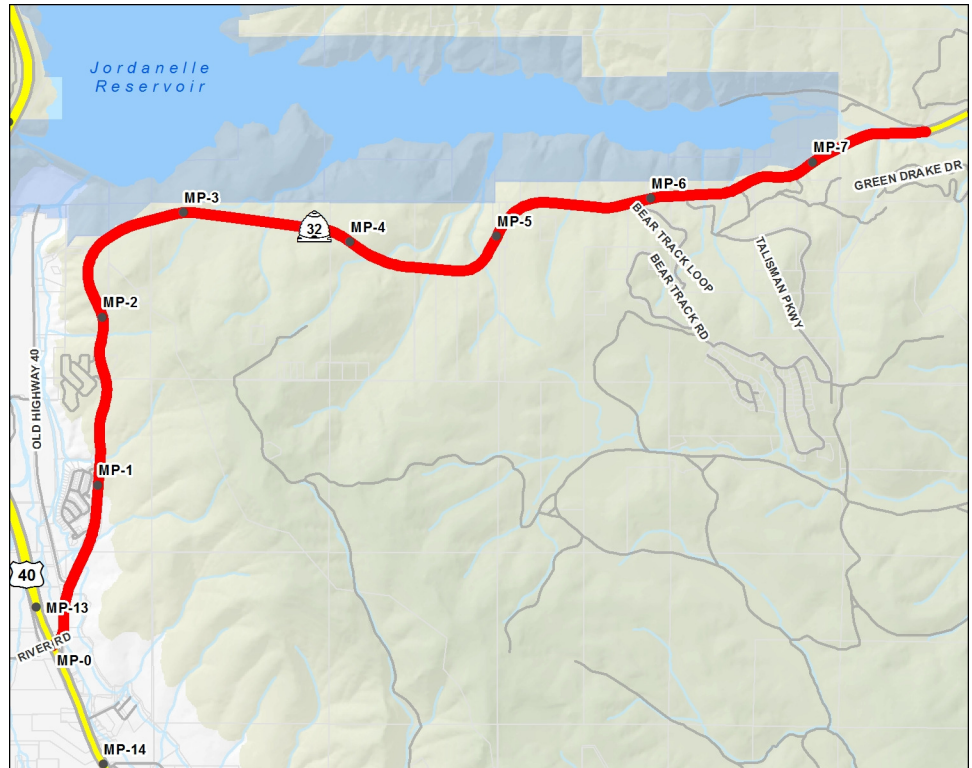 Jordanelle
Reservoir
MP-7
GREEN DRAKE DR
MP-6
MP-3
32
MP-4
MP-5
BEAR TRACK LOOP
BEAR TRACK RD
TALISMAN PKWY
MP-2
OLD HIGHWAY 40
MP-1
40
MP-13
RIVER RD
MP-0
MP-14